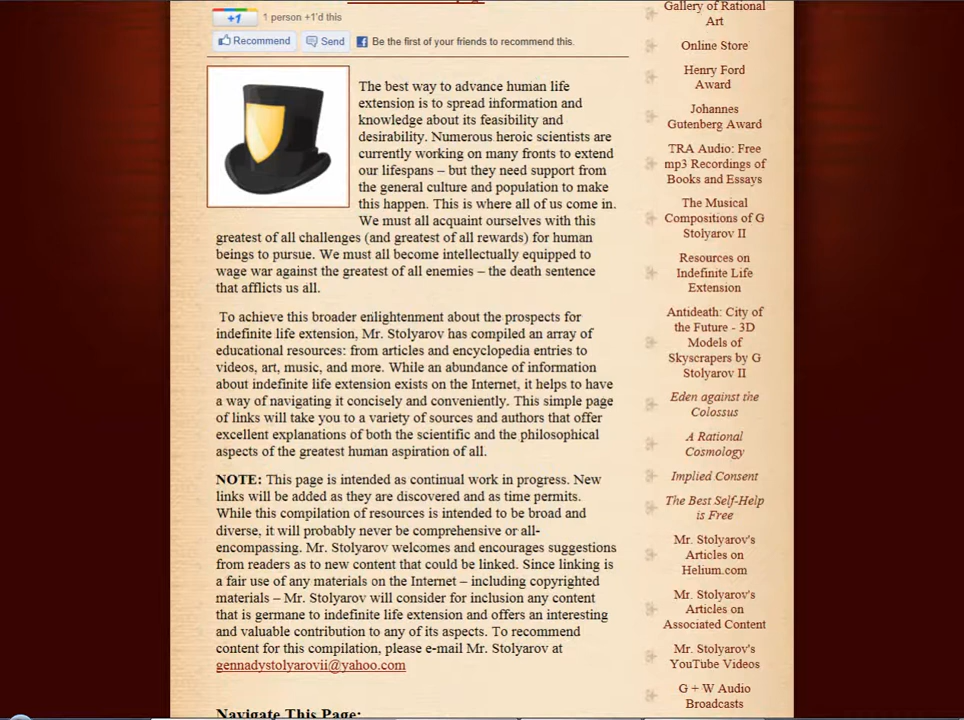 +1
1 person +1'd this
Recommend
Send
Be the first of your friends to recommend this.
The best way to advance human life
extension is to spread information and
knowledge about its feasibility and
desirability. Numerous heroic scientists are
currently working on many fronts to extend
our lifespans – but they need support from
the general culture and population to make
this happen. This is where all of us come in.
We must all acquaint ourselves with this
greatest of all challenges (and greatest of all rewards) for human
beings to pursue. We must all become intellectually equipped to
wage war against the greatest of all enemies – the death sentence
that afflicts us all.
To achieve this broader enlightenment about the prospects for
indefinite life extension, Mr. Stolyarov has compiled an array of
educational resources: from articles and encyclopedia entries to
videos, art, music, and more. While an abundance of information
about indefinite life extension exists on the Internet, it helps to have
a way of navigating it concisely and conveniently. This simple page
of links will take you to a variety of sources and authors that offer
excellent explanations of both the scientific and the philosophical
aspects of the greatest human aspiration of all.
NOTE: This page is intended as continual work in progress. New
links will be added as they are discovered and as time permits.
While this compilation of resources is intended to be broad and
diverse, it will probably never be comprehensive or all-
encompassing. Mr. Stolyarov welcomes and encourages suggestions
from readers as to new content that could be linked. Since linking is
a fair use of any materials on the Internet – including copyrighted
materials – Mr. Stolyarov will consider for inclusion any content
that is germane to indefinite life extension and offers an interesting
and valuable contribution to any of its aspects. To recommend
content for this compilation, please e-mail Mr. Stolyarov at
gennadystolyarovii@yahoo.com
Navigate This Page:
Gallery of Rational
Art
Online Store
Henry Ford
Award
Johannes
Gutenberg Award
TRA Audio: Free
mp3 Recordings of
Books and Essays
The Musical
Compositions of G
Stolyarov II
Resources on
Indefinite Life
Extension
Antideath: City of
the Future - 3D
Models of
Skyscrapers by G
Stolyarov II
Eden against the
Colossus
A Rational
Cosmology
Implied Consent
The Best Self-Help
is Free
Mr. Stolyarov's
Articles on
Helium.com
Mr. Stolyarov's
Articles on
Associated Content
Mr. Stolyarov's
YouTube Videos
G + W Audio
Broadcasts